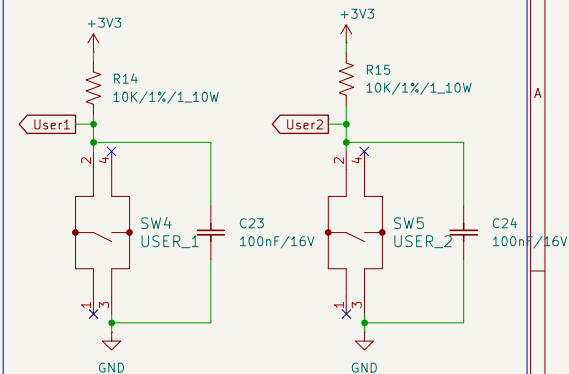 +3V3
R14
10K/1%/1_10W
User1
2
4
SW4
USER_1
C23
100nF/16V
1
3
GND
+3V3
R15
10K/1%/1_10W
User2
2
4
SW5
USER_2
C24
100nF/16V
1
3
GND
A